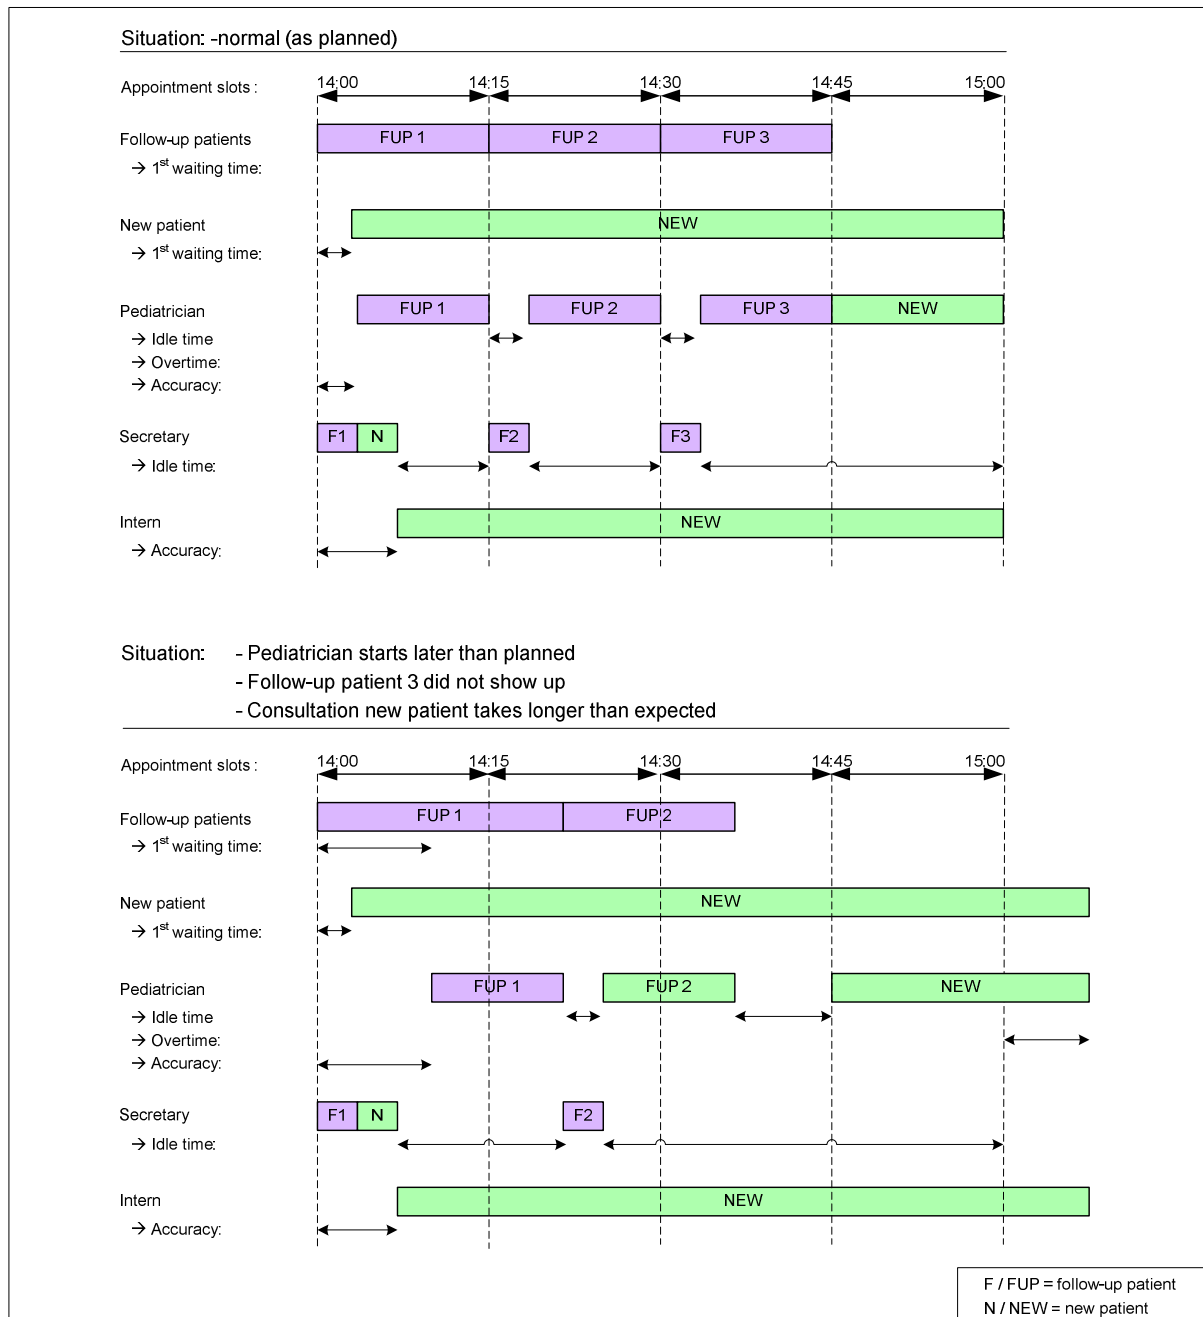 Situation: -normal (as planned)
Appointment slots : 14:00 14:15 14:30 14:45 15:00
Follow-up patients FUP 1 FUP 2 FUP 3
→ 1st waiting time:
New patient NEW
→ 1st waiting time:
Pediatrician FUP 1 FUP 2 FUP 3 NEW
→ Idle time
→ Overtime:
→ Accuracy:
Secretary F1 N F2 F3
→ Idle time:
Intern NEW
→ Accuracy:
Situation: - Pediatrician starts later than planned
- Follow-up patient 3 did not show up
- Consultation new patient takes longer than expected
Appointment slots : 14:00 14:15 14:30 14:45 15:00
Follow-up patients FUP 1 FUP 2
→ 1st waiting time:
New patient NEW
→ 1st waiting time:
Pediatrician FUP 1 FUP 2 NEW
→ Idle time
→ Overtime:
→ Accuracy:
Secretary F1 N F2
→ Idle time:
Intern NEW
→ Accuracy:
F / FUP = follow-up patient
N / NEW = new patient